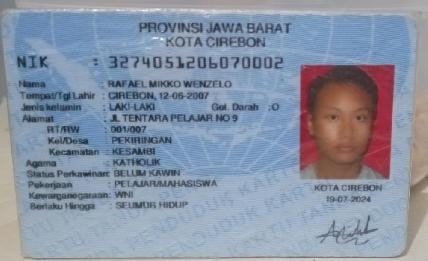 PROVINSI JAWA BARAT
KOTA CIREBON
NIK : 3274051206070002
Nama : RAFAEL MIKKO WENZELO
Tempat/Tgl Lahir : CIREBON, 12-06-2007
Jenis kelamin : LAKI-LAKI Gol. Darah :O
Alamat : JL TENTARA PELAJAR NO 9
RT/RW : 001/007
Kel/Desa : PEKIRINGAN
Kecamatan : KESAMBI
Agama : KATHOLIK
Status Perkawinan: BELUM KAWIN
Pekerjaan : PELAJAR/MAHASISWA
Kewarganegaraan: WNI
Berlaku Hingga : SEUMUR HIDUP
KOTA CIREBON
19-07-2024